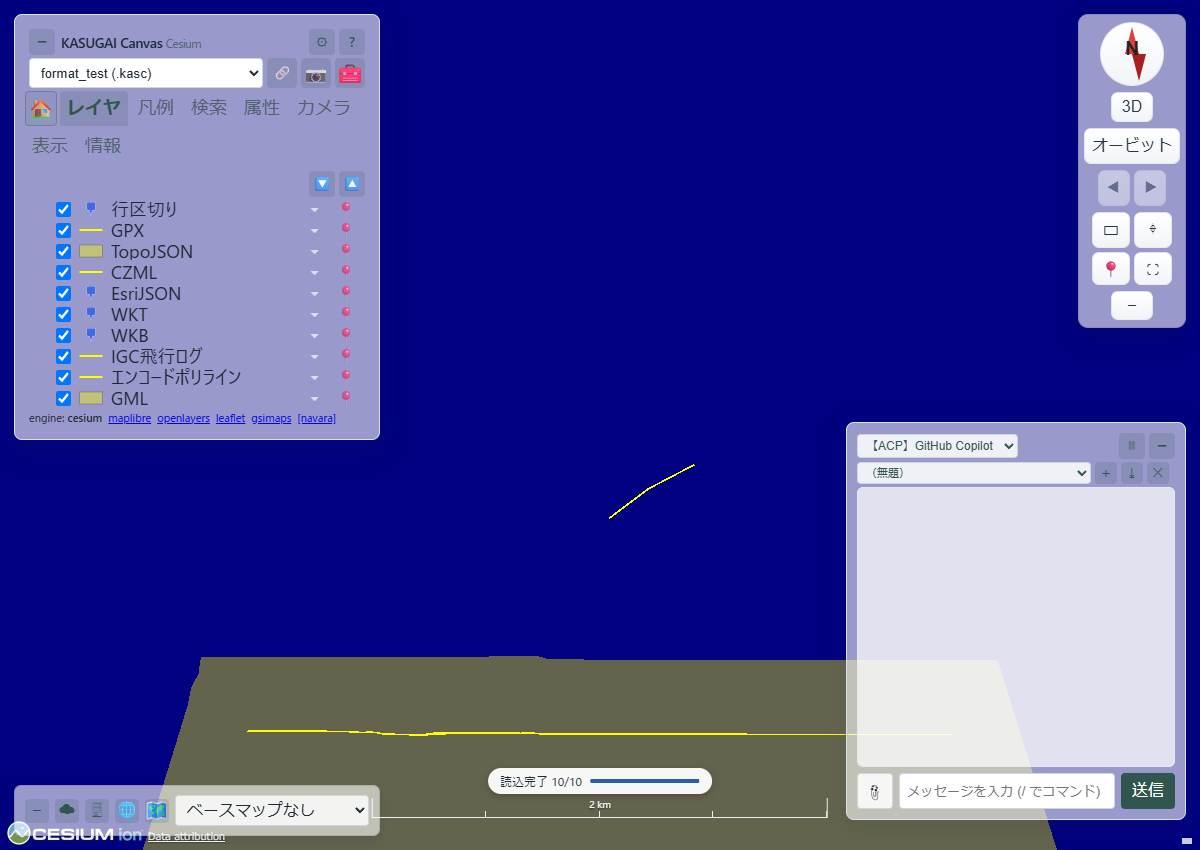 − KASUGAI Canvas Cesium ?
format_test (.kasc)
レイヤ 凡例 検索 属性 カメラ
表示 情報
行区切り
GPX
TopoJSON
CZML
EsriJSON
WKT
WKB
IGC飛行ログ
エンコードポリライン
GML
engine: cesium maplibre openlayers leaflet gsimaps [navara]
N
3D
オービット
−
【ACP】GitHub Copilot
（無題）
メッセージを入力 (/ でコマンド)
送信
読込完了 10/10
2 km
ベースマップなし
CESIUM ion Data attribution